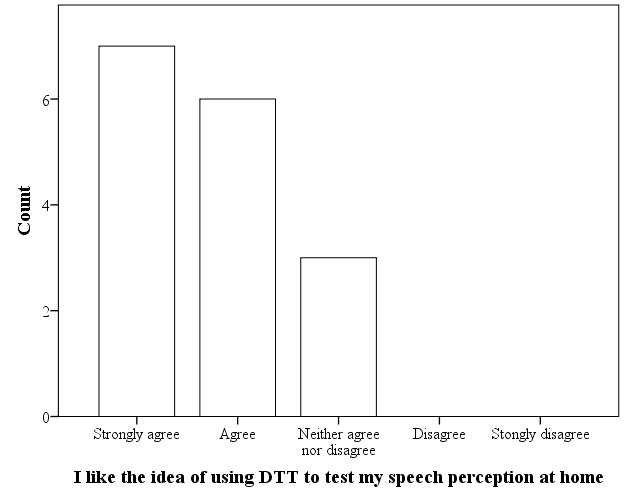 Count
6
4
2
0
Strongly agree
Agree
Neither agree
nor disagree
Disagree
Stongly disagree
I like the idea of using DTT to test my speech perception at home